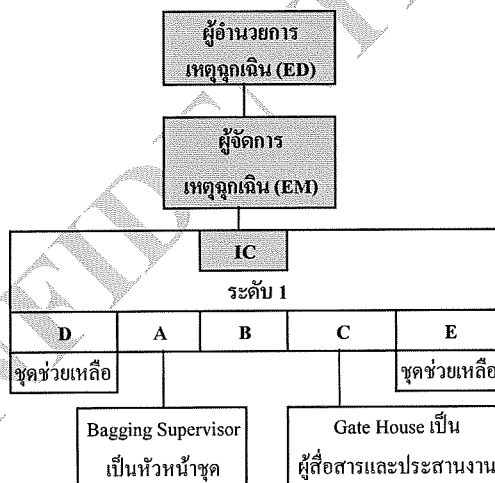 ผู้อำนวยการ
เหตุฉุกเฉิน (ED)
ผู้จัดการ
เหตุฉุกเฉิน (EM)
IC
ระดับ 1
D A B C E
ชุดช่วยเหลือ ชุดช่วยเหลือ
Bagging Supervisor
เป็นหัวหน้าชุด
Gate House เป็น
ผู้สื่อสารและประสานงาน